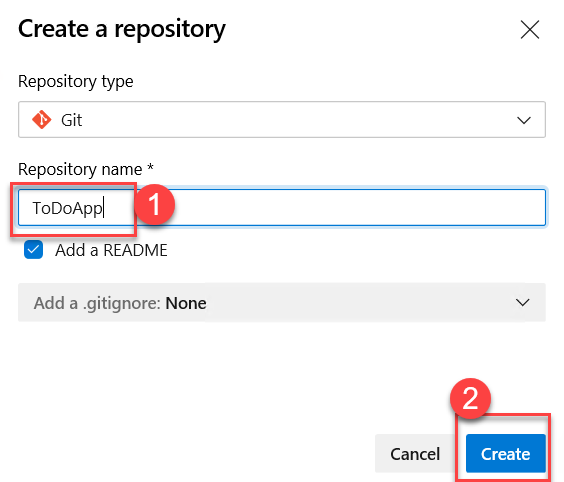 Create a repository
Repository type
Git
Repository name *
ToDoApp
1
Add a README
Add a .gitignore: None
2
Cancel
Create